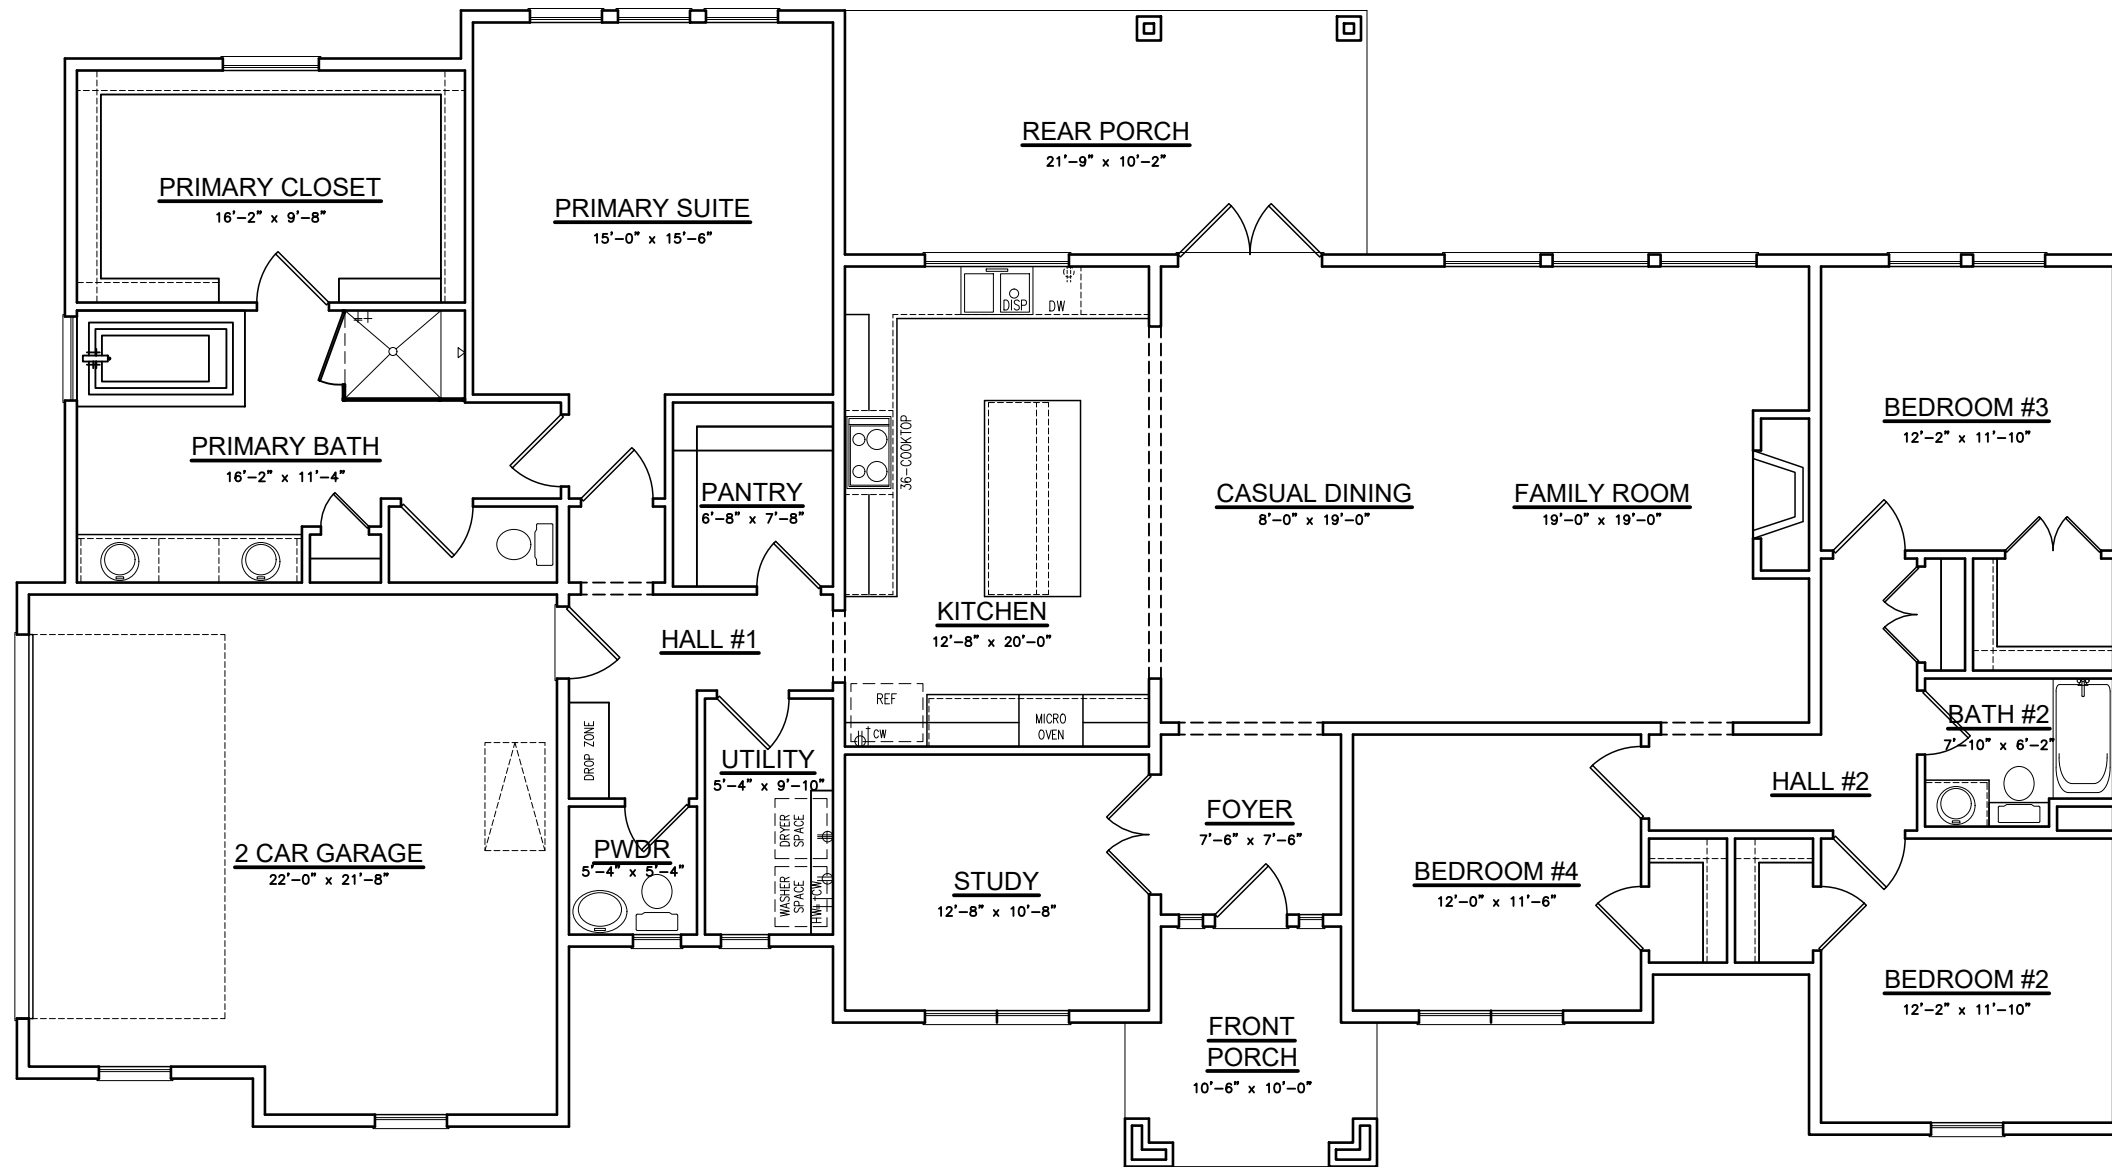 REAR PORCH
21'-9" x 10'-2"
PRIMARY CLOSET
16'-2" x 9'-8"
PRIMARY SUITE
15'-0" x 15'-6"
DISP
DW
36-COOKTOP
PRIMARY BATH
16'-2" x 11'-4"
PANTRY
6'-8" x 7'-8"
CASUAL DINING
8'-0" x 19'-0"
FAMILY ROOM
19'-0" x 19'-0"
BEDROOM #3
12'-2" x 11'-10"
KITCHEN
12'-8" x 20'-0"
HALL #1
REF
CW
MICRO
OVEN
DROP ZONE
UTILITY
5'-4" x 9'-10"
DRYER
SPACE
WASHER
SPACE
HW
CW
BATH #2
7'-10" x 6'-2"
HALL #2
FOYER
7'-6" x 7'-6"
2 CAR GARAGE
22'-0" x 21'-8"
PWDR
5'-4" x 5'-4"
STUDY
12'-8" x 10'-8"
BEDROOM #4
12'-0" x 11'-6"
BEDROOM #2
12'-2" x 11'-10"
FRONT
PORCH
10'-6" x 10'-0"